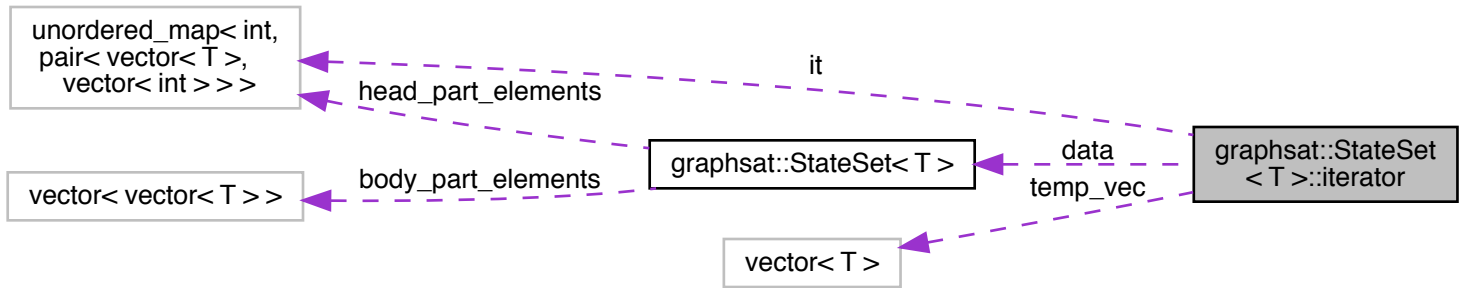 unordered_map< int,
pair< vector< T >,
vector< int > > >
it
head_part_elements
graphsat::StateSet< T >
data
graphsat::StateSet
< T >::iterator
body_part_elements
vector< vector< T > >
temp_vec
vector< T >